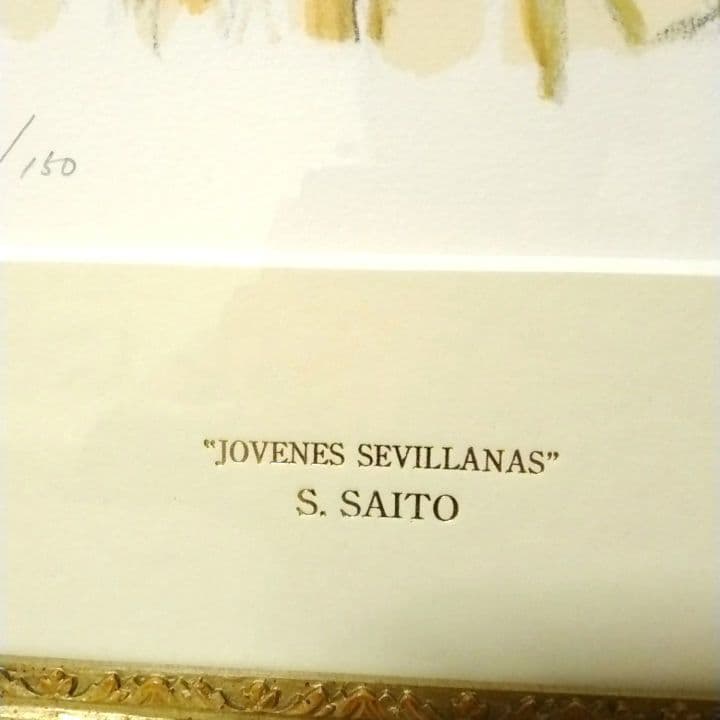 /150
“JOVENES SEVILLANAS”
S. SAITO